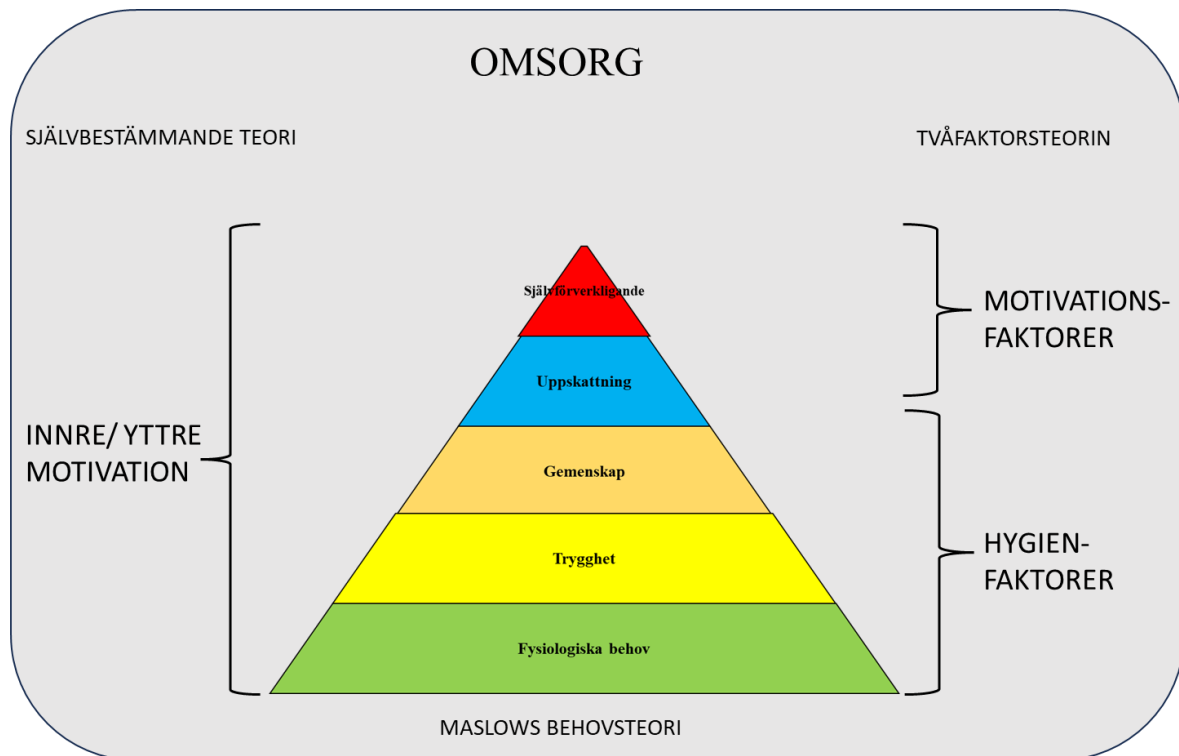 OMSORG
SJÄLVBESTÄMMANDE TEORI
TVÅFAKTORSTEORIN
Självförverkligande
MOTIVATIONS-
FAKTORER
Uppskattning
INNRE/ YTTRE
MOTIVATION
Gemenskap
Trygghet
HYGIEN-
FAKTORER
Fysiologiska behov
MASLOWS BEHOVSTEORI